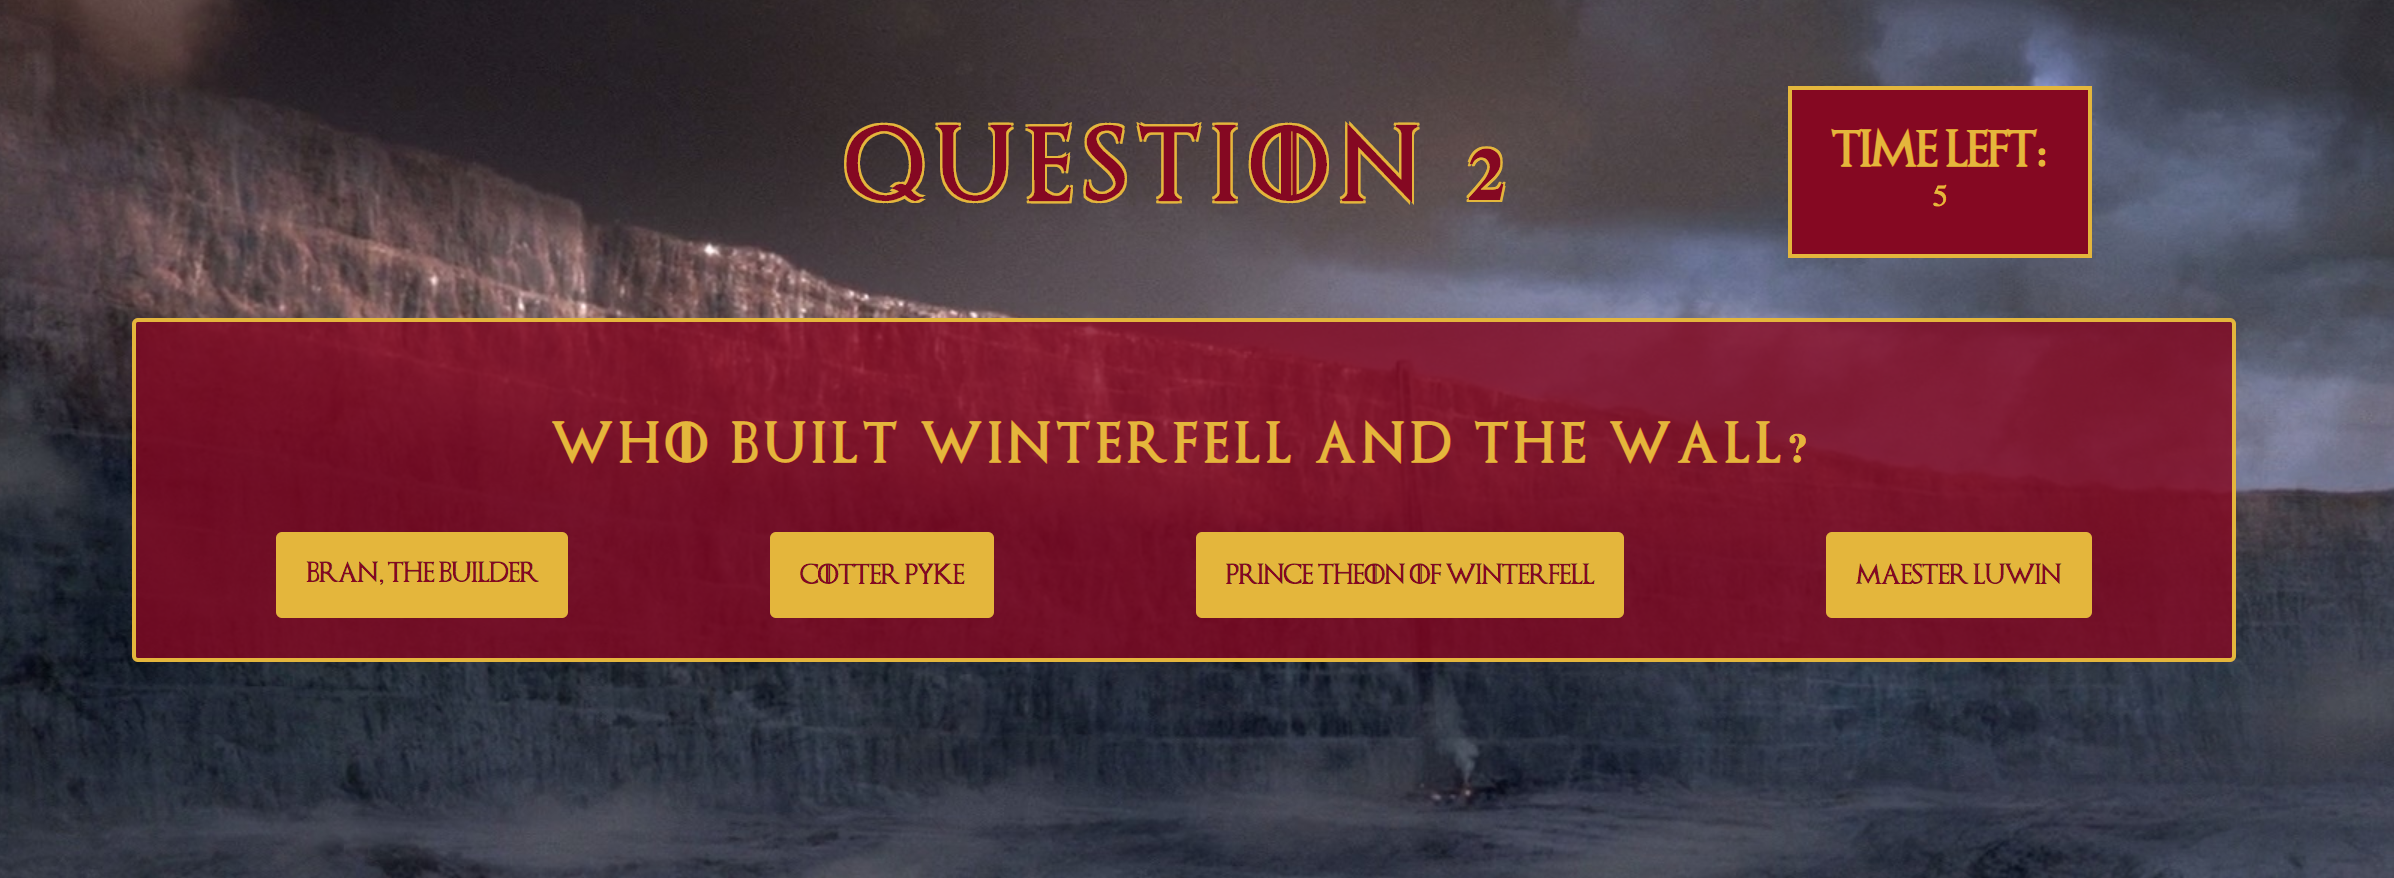 QUESTION 2
TIME LEFT:
5
WHO BUILT WINTERFELL AND THE WALL?
BRAN, THE BUILDER
COTTER PYKE
PRINCE THEON OF WINTERFELL
MAESTER LUWIN